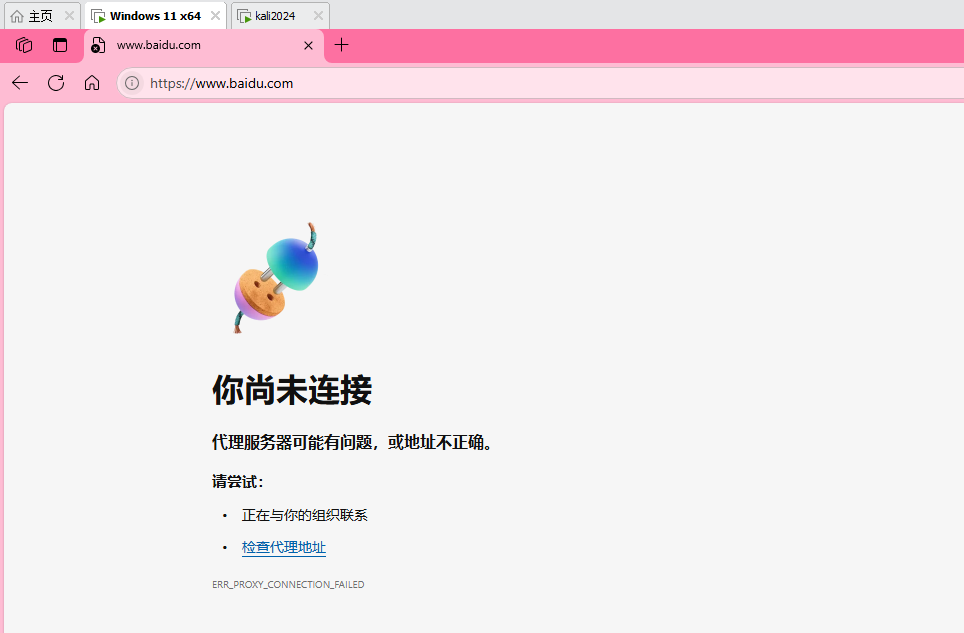 主页
Windows 11 x64
kali2024
www.baidu.com
https://www.baidu.com
你尚未连接
代理服务器可能有问题，或地址不正确。
请尝试：
• 正在与你的组织联系
• 检查代理地址
ERR_PROXY_CONNECTION_FAILED